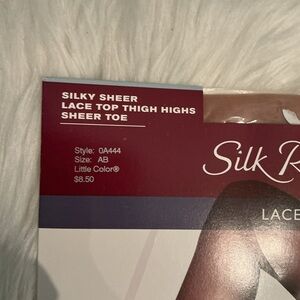 SILKY SHEER
LACE TOP THIGH HIGHS
SHEER TOE
Style: 0A444
Size: AB
Little Color®
$8.50
Silk R
LACE